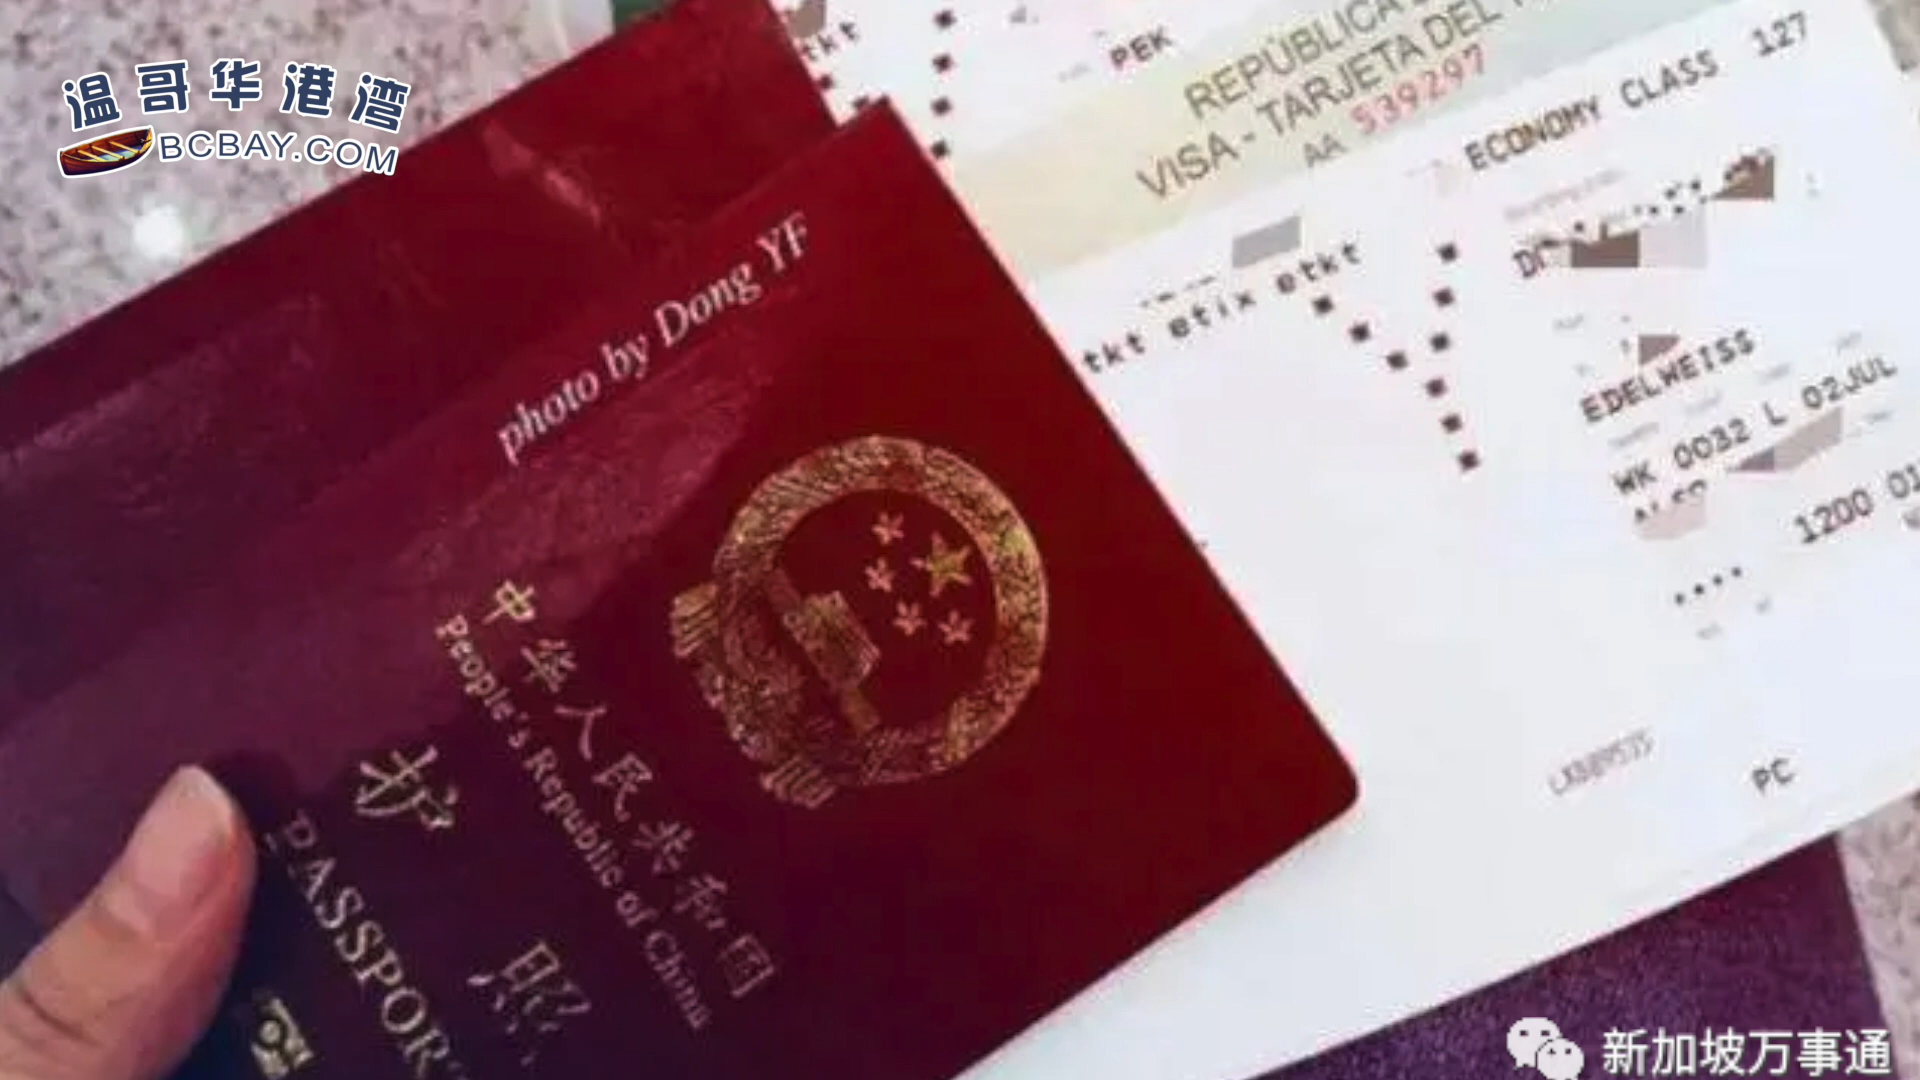 温哥华港湾
BCBAY.COM
tkt
PEK
REPÚBLICA
VISA - TARJETA DEL
AA 539297
ECONOMY CLASS 127
tkt etix etkt
EDELWEISS
WK 0032 L 02JUL
1200
PC
photo by Dong YF
中华人民共和国
People's Republic of China
护照
PASSPORT
新加坡万事通